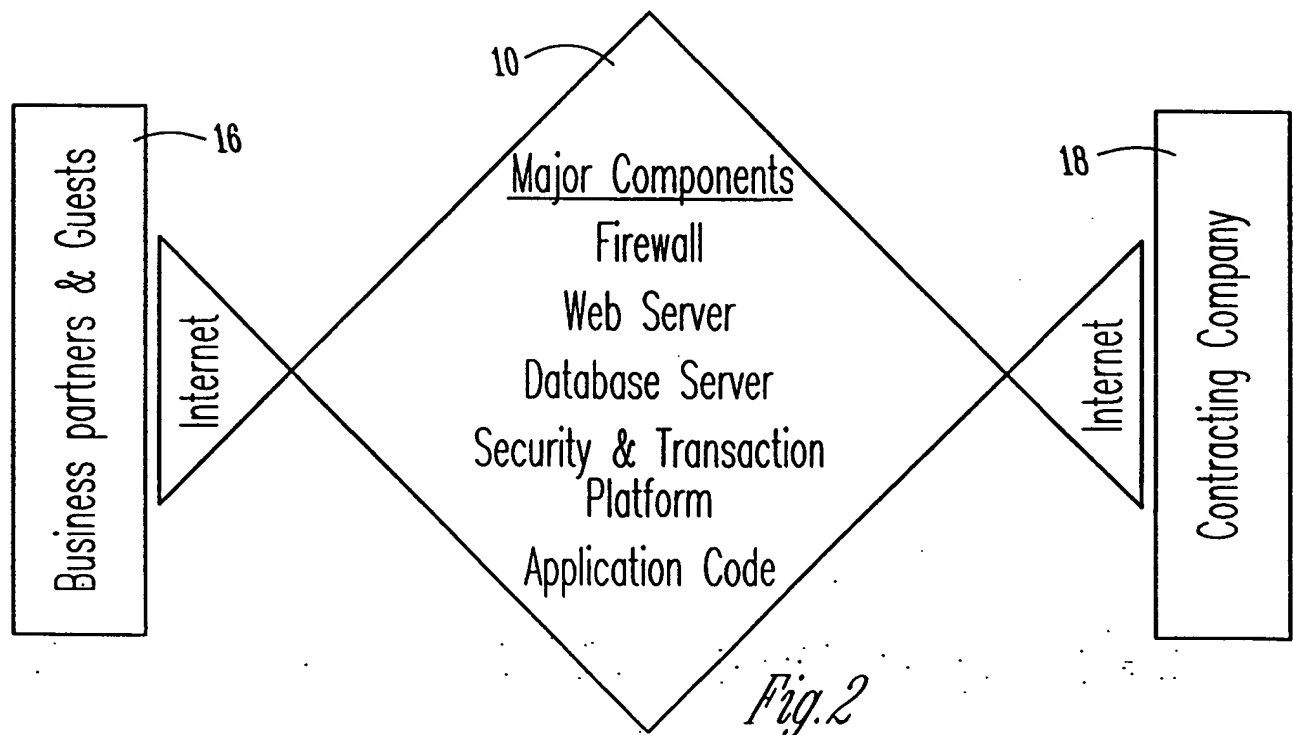 10
16
Business partners & Guests
Internet
Major Components
Firewall
Web Server
Database Server
Security & Transaction
Platform
Application Code
Internet
18
Contracting Company
Fig.2